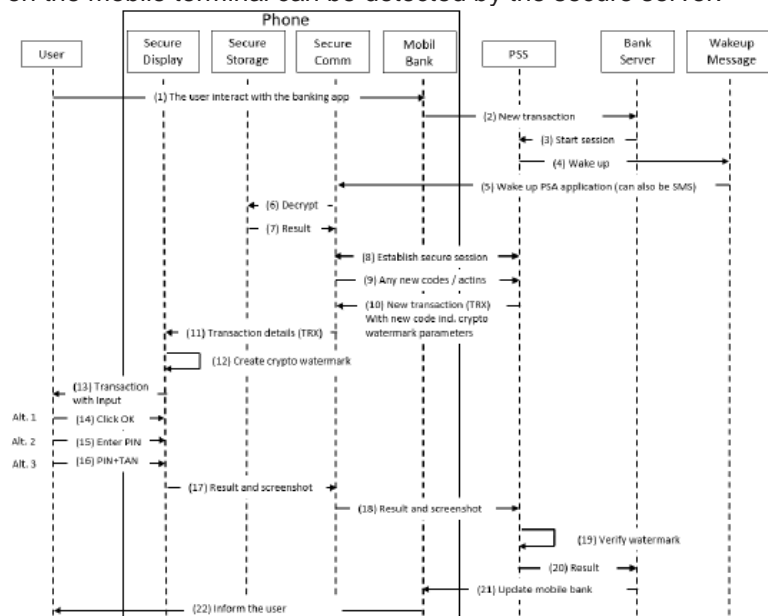 on the mobile terminal can be detected by the secure server.
Phone
User
Secure
Display
Secure
Storage
Secure
Comm
Mobil
Bank
PSS
Bank
Server
Wakeup
Message
(1) The user interact with the banking app
(2) New transaction
(3) Start session
(4) Wake up
(5) Wake up PSA application (can also be SMS)
(6) Decrypt
(7) Result
(8) Establish secure session
(9) Any new codes / actins
(10) New transaction (TRX)
With new code incl. crypto
watermark parameters
(11) Transaction details (TRX)
(12) Create crypto watermark
(13) Transaction
with Input
Alt. 1
(14) Click OK
Alt. 2
(15) Enter PIN
Alt. 3
(16) PIN+TAN
(17) Result and screenshot
(18) Result and screenshot
(19) Verify watermark
(20) Result
(21) Update mobile bank
(22) Inform the user